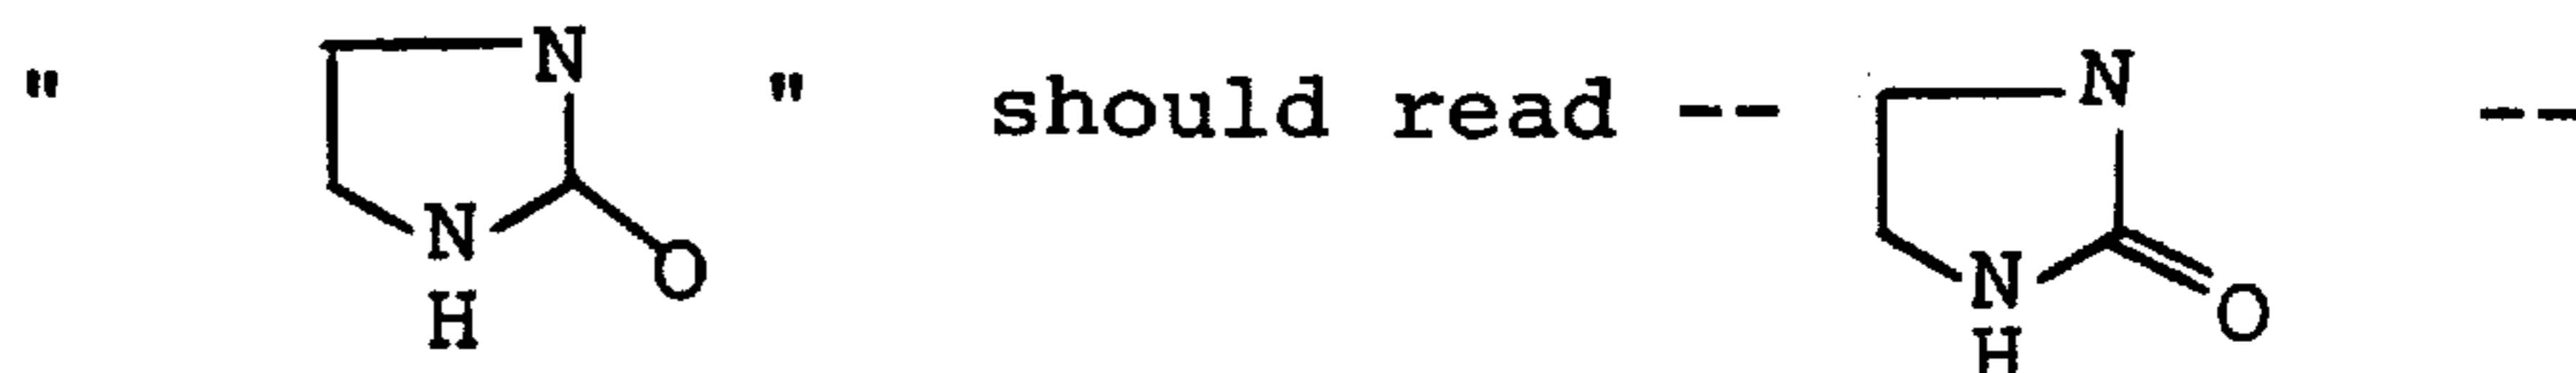 " N N H O " should read -- N N H O --